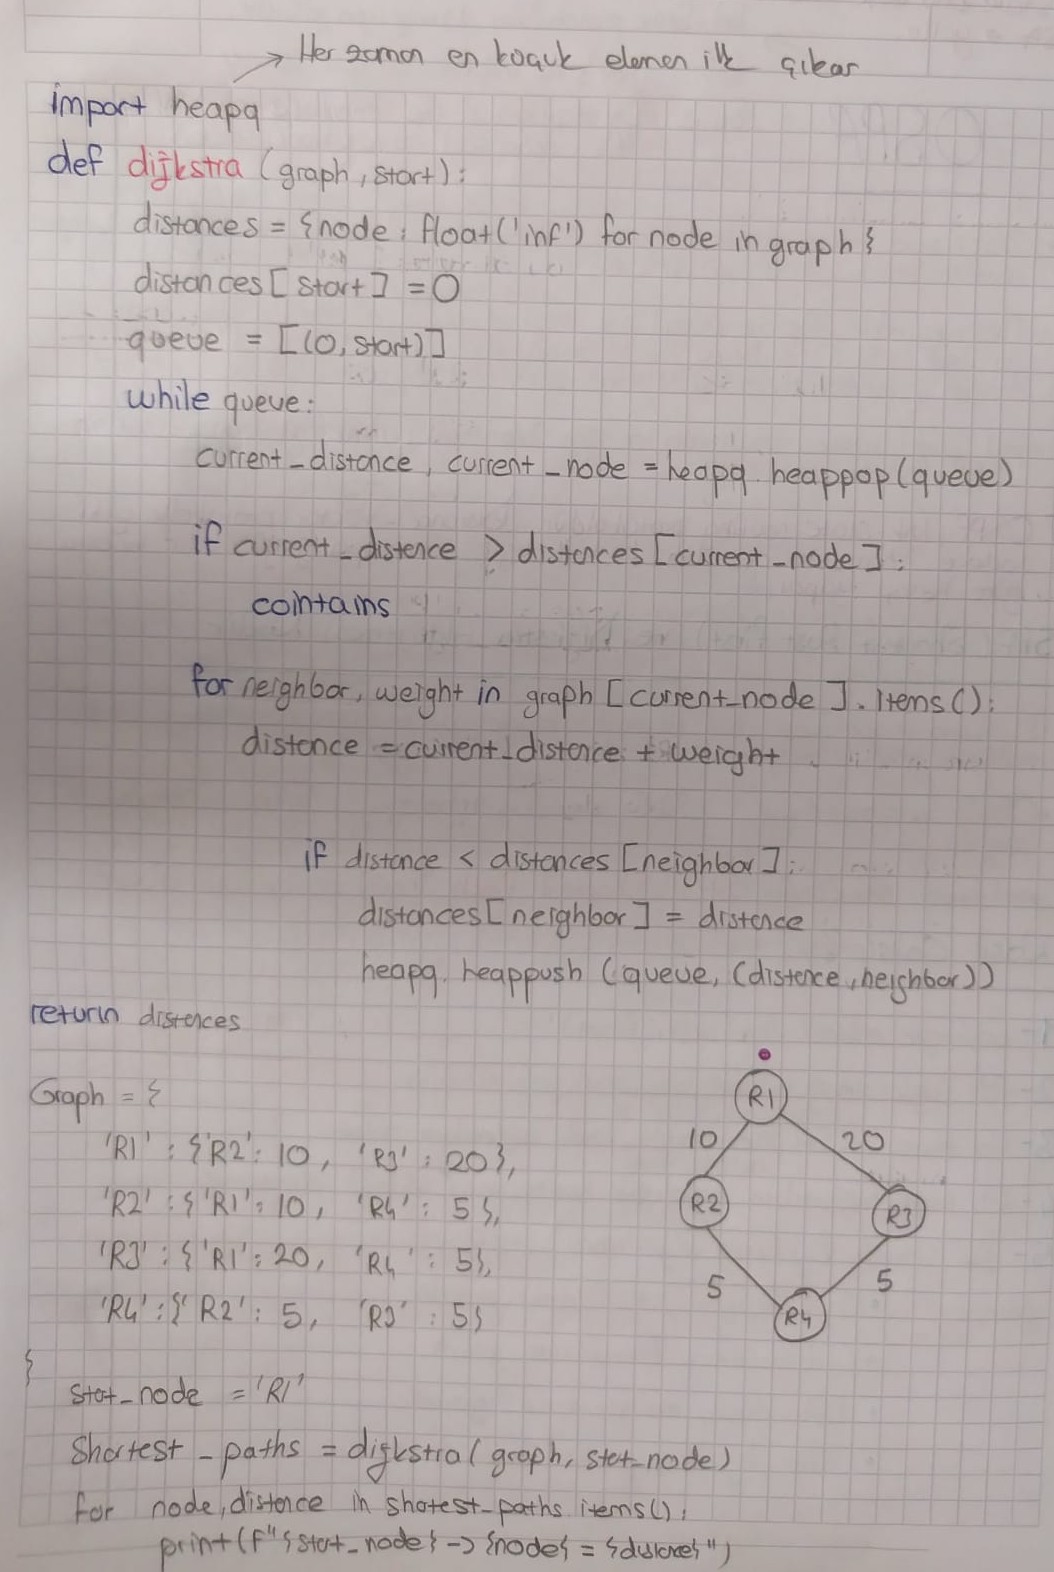 Her zaman en küçük elemen ilk çıkar
import heapq
def dijkstra (graph, start):
distances = {node: float('inf') for node in graph}
distances[start] = 0
queue = [(0, start)]
while queue:
current_distance, current_node = heapq.heappop(queue)
if current_distence > distances[current_node]:
cointains
for neighbor, weight in graph[current_node].Items():
distence = current_distence + weight
if distance < distances[neighbor]:
distances[neighbor] = distence
heapq.heappush (queue, (distence, neighbor))
return distences
Graph = {
'R1' : {'R2': 10, 'R3' : 20},
'R2' : {'R1': 10, 'R4' : 5},
'R3' : {'R1': 20, 'R4' : 5},
'R4' : {'R2' : 5, 'R3' : 5}
}
R1
10 20
R2 R3
5 5
R4
stat_node = 'R1'
Shortest_paths = dijkstra( graph, stat_node)
for node, distence in shotest_paths items():
print(f"{stat_node} -> {node} = {distance}")